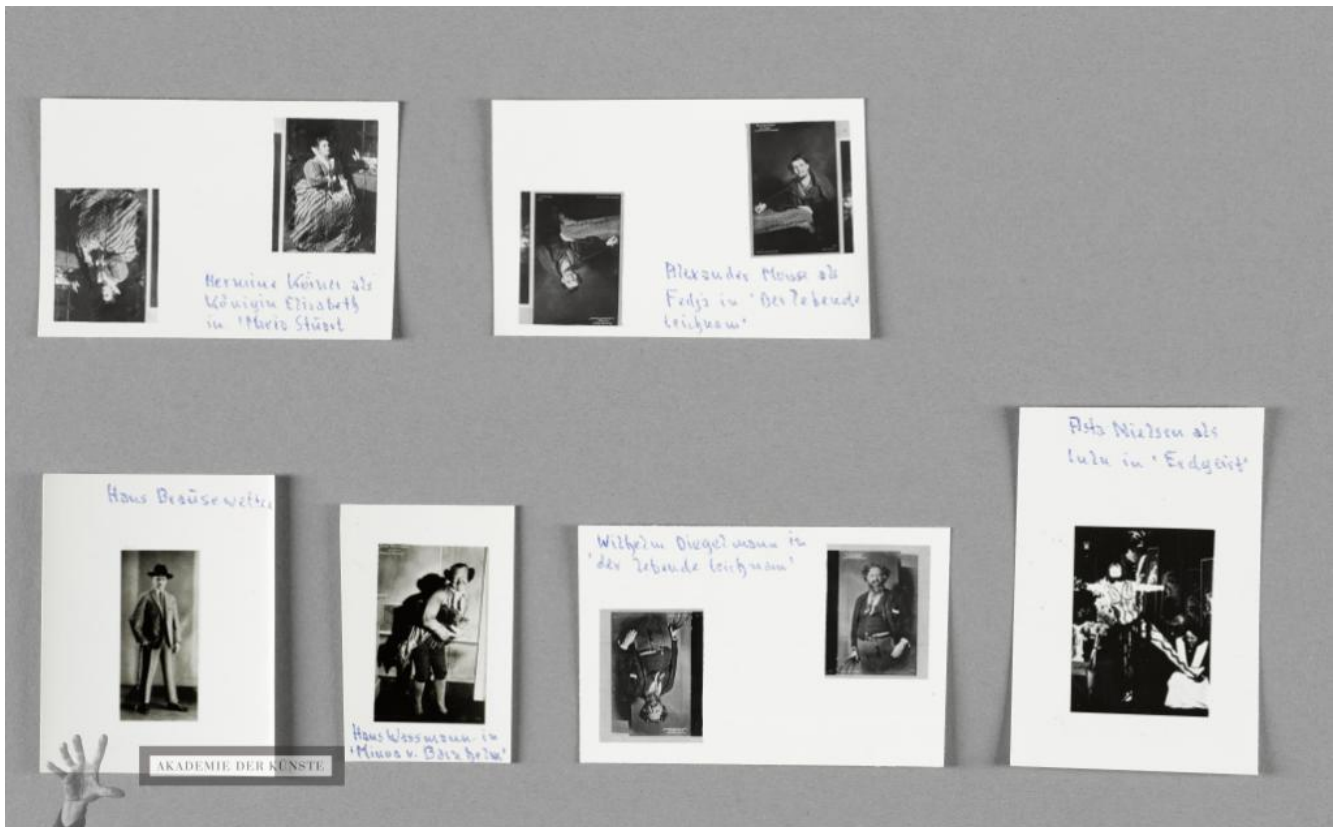 Hermine Körner als
Königin Elisabeth
in 'Maria Stuart
Alexander Moissi als
Fedja in 'Der lebende
Leichnam'
Hans Brausewetter
Hans Wassmann in
'Minna v. Barnhelm'
Wilhelm Diegelmann in
'der lebende Leichnam'
Asta Nielsen als
Lulu in 'Erdgeist'
AKADEMIE DER KÜNSTE